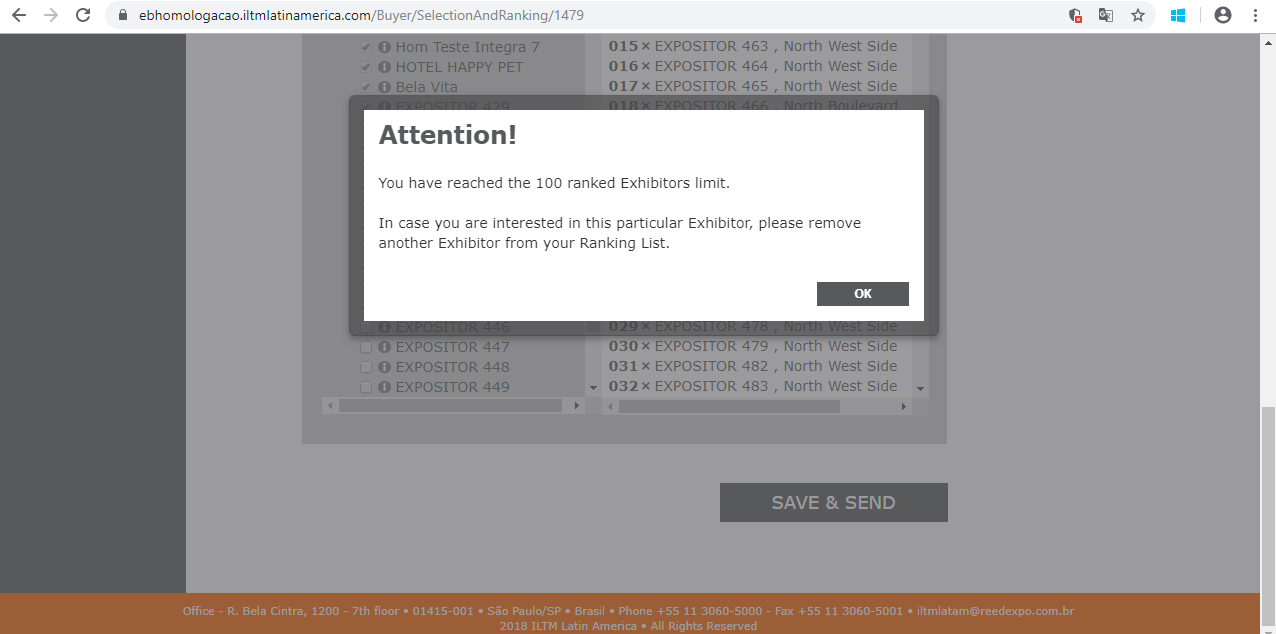 ebhomologacao.iltmlatinamerica.com/Buyer/SelectionAndRanking/1479
Hom Teste Integra 7
HOTEL HAPPY PET
Bela Vita
EXPOSITOR 429
015 × EXPOSITOR 463 , North West Side
016 × EXPOSITOR 464 , North West Side
017 × EXPOSITOR 465 , North West Side
018 × EXPOSITOR 466 , North Boulevard
Attention!
You have reached the 100 ranked Exhibitors limit.
In case you are interested in this particular Exhibitor, please remove
another Exhibitor from your Ranking List.
OK
EXPOSITOR 446
EXPOSITOR 447
EXPOSITOR 448
EXPOSITOR 449
029 × EXPOSITOR 478 , North West Side
030 × EXPOSITOR 479 , North West Side
031 × EXPOSITOR 482 , North West Side
032 × EXPOSITOR 483 , North West Side
SAVE & SEND
Office - R. Bela Cintra, 1200 - 7th floor • 01415-001 • São Paulo/SP • Brasil • Phone +55 11 3060-5000 - Fax +55 11 3060-5001 • iltmlatam@reedexpo.com.br
2018 ILTM Latin America • All Rights Reserved